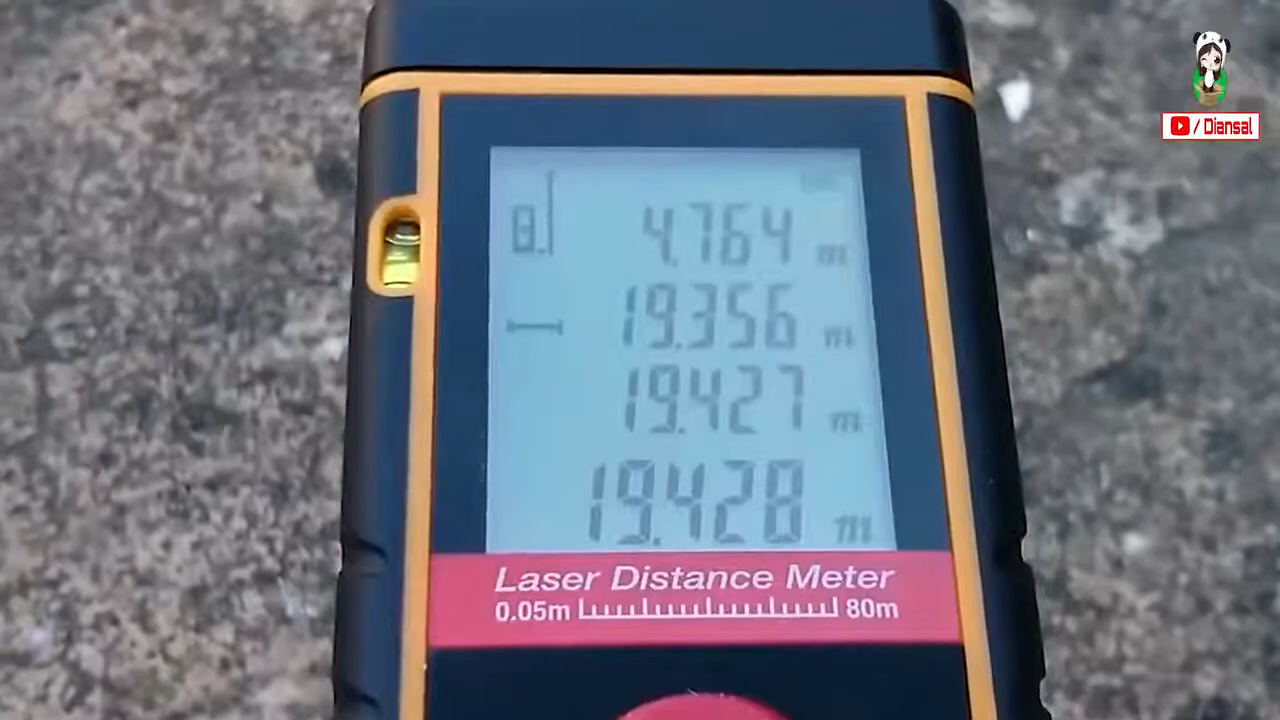 / Diansal
4.764 m
19.356 m
19.427 m
19.428 m
Laser Distance Meter
0.05m 80m